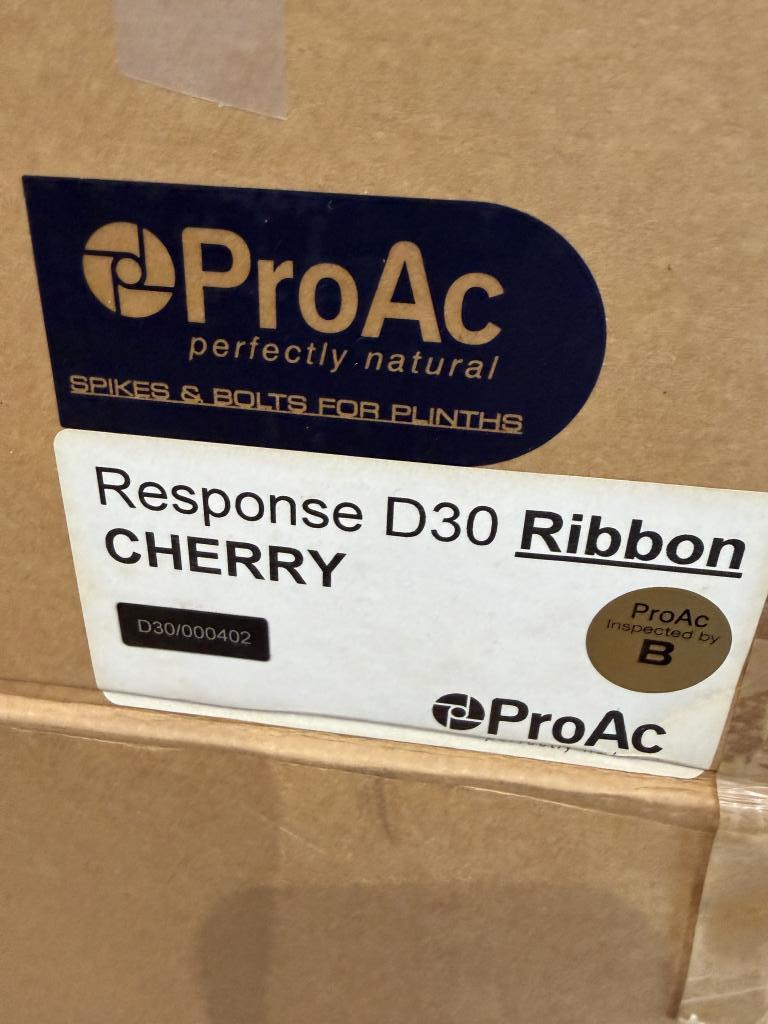 ProAc
perfectly natural
SPIKES & BOLTS FOR PLINTHS
Response D30 Ribbon
CHERRY
D30/000402
ProAc
Inspected by
B
ProAc